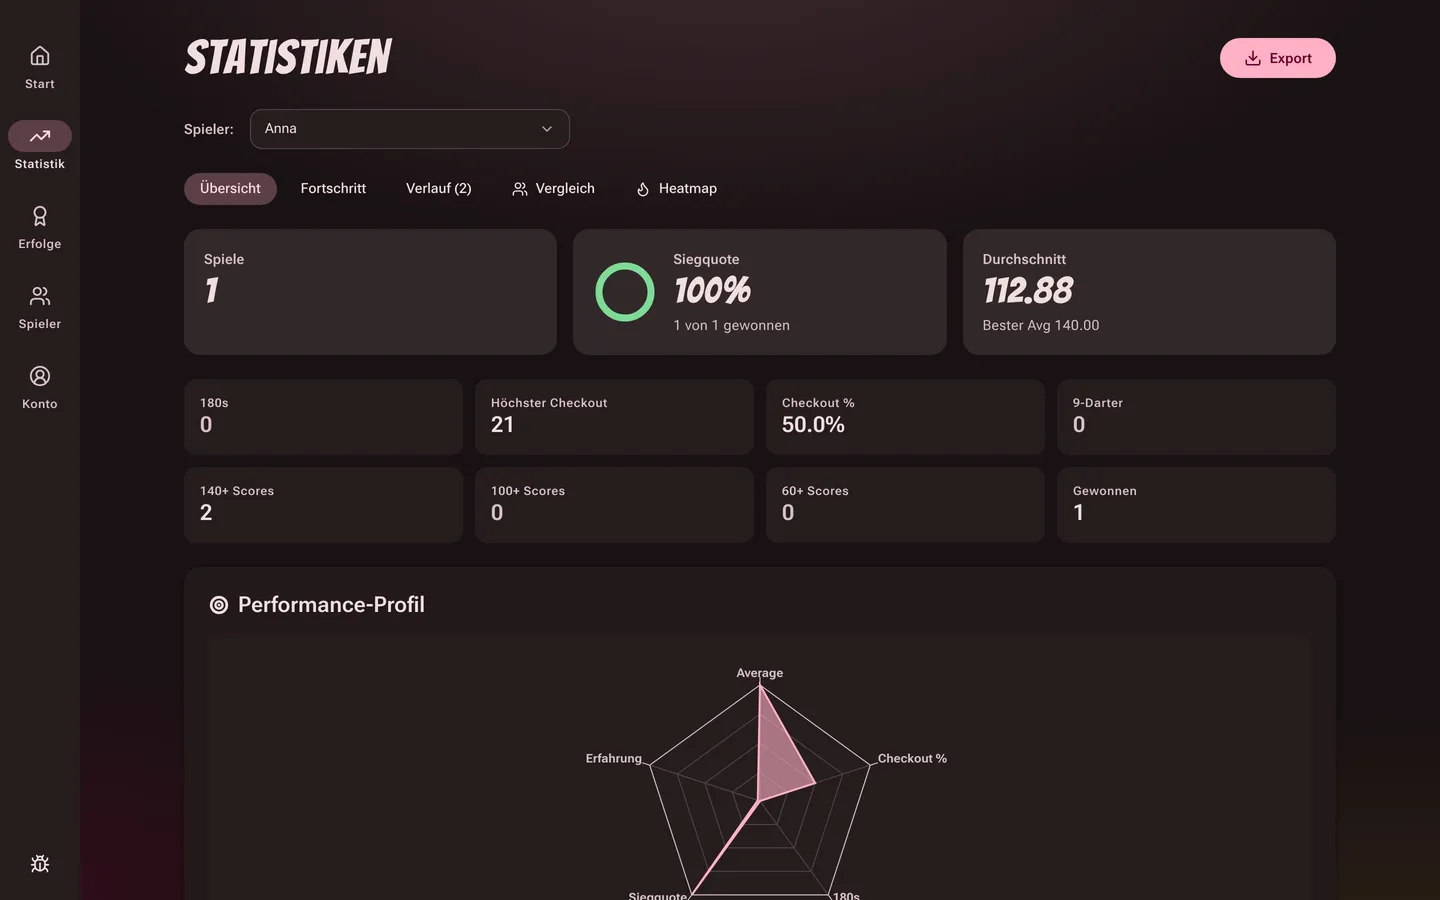 STATISTIKEN
Export
Start
Statistik
Erfolge
Spieler
Konto
Spieler:
Anna
Übersicht
Fortschritt
Verlauf (2)
Vergleich
Heatmap
Spiele
1
Siegquote
100%
1 von 1 gewonnen
Durchschnitt
112.88
Bester Avg 140.00
180s
0
Höchster Checkout
21
Checkout %
50.0%
9-Darter
0
140+ Scores
2
100+ Scores
0
60+ Scores
0
Gewonnen
1
Performance-Profil
Average
Erfahrung
Checkout %
Siegquote
180s